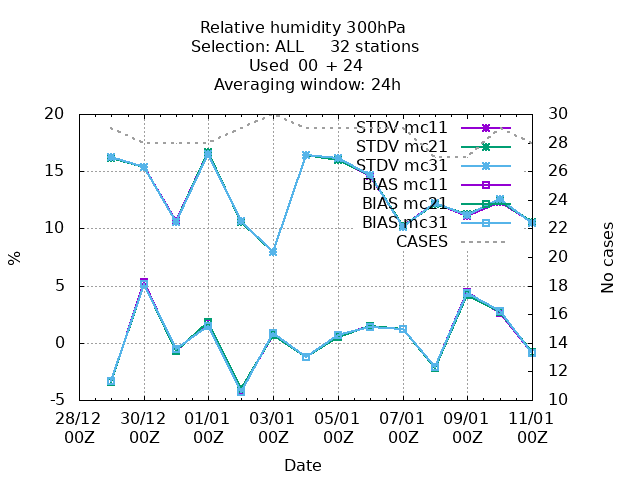 Relative humidity 300hPa
Selection: ALL 32 stations
Used 00 + 24
Averaging window: 24h
20
15
10
5
0
-5
%
30
28
26
24
22
20
18
16
14
12
10
No cases
STDV mc11
STDV mc21
STDV mc31
BIAS mc11
BIAS mc21
BIAS mc31
CASES
28/12 30/12 01/01 03/01 05/01 07/01 09/01 11/01
00Z 00Z 00Z 00Z 00Z 00Z 00Z 00Z
Date